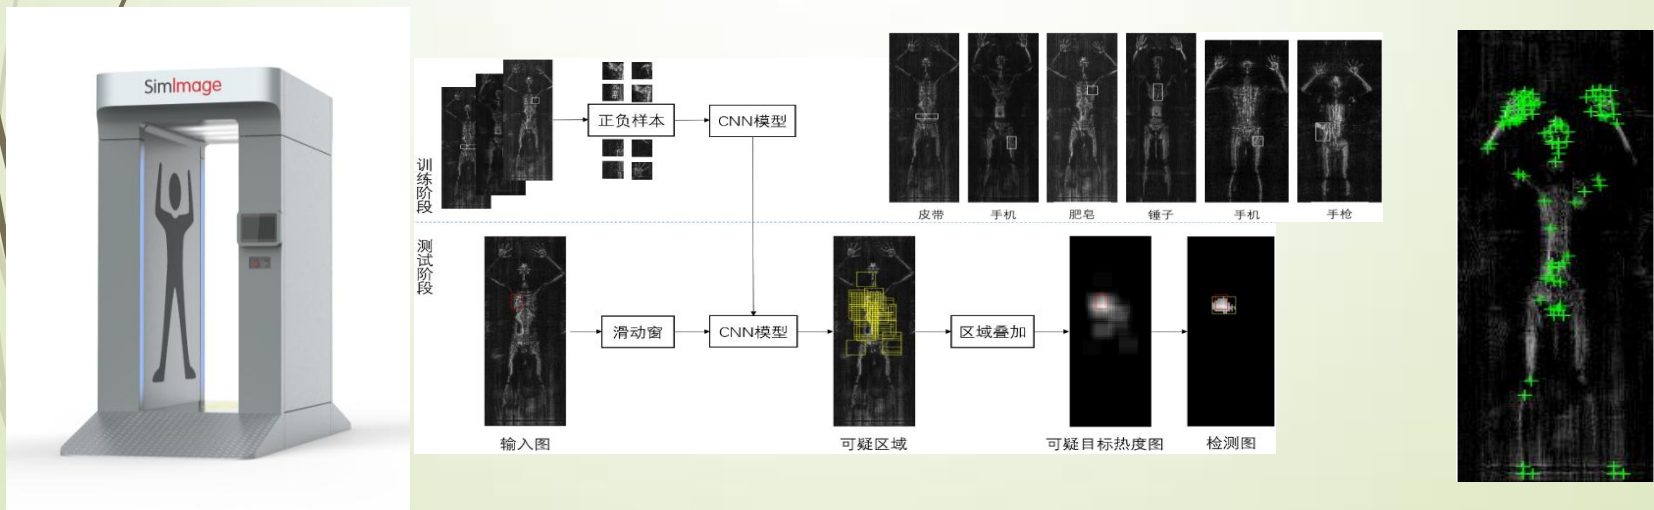 SimImage
训练阶段
正负样本
CNN模型
皮带
手机
肥皂
锤子
手机
手枪
测试阶段
滑动窗
CNN模型
区域叠加
输入图
可疑区域
可疑目标热度图
检测图